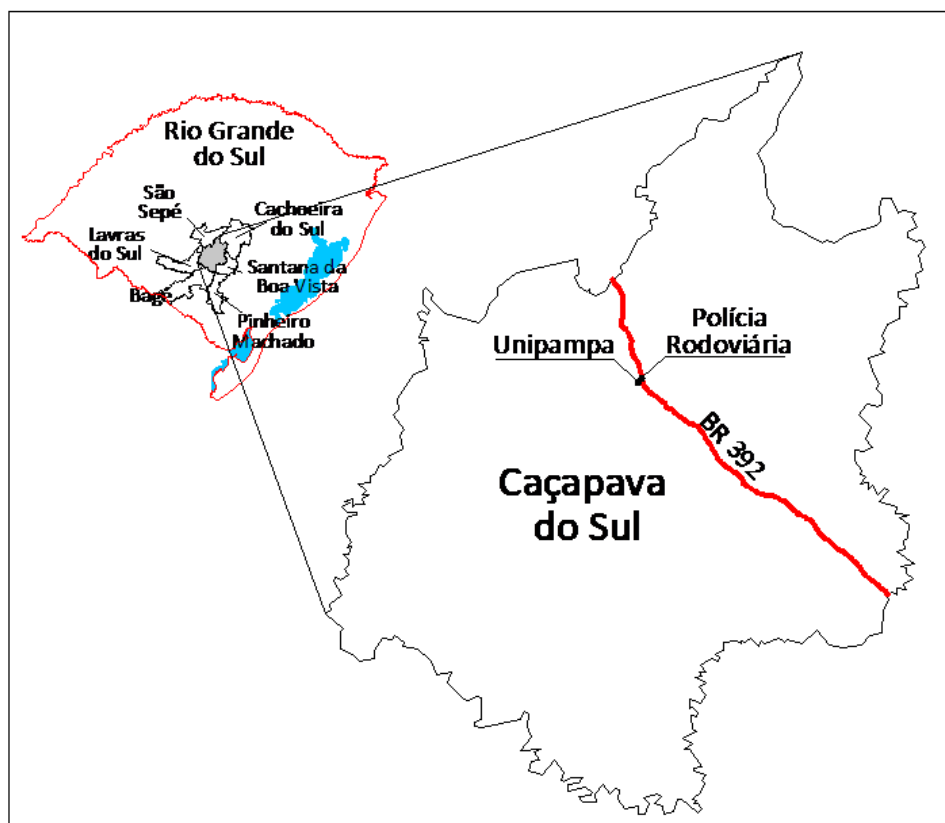 Rio Grande
do Sul
São
Sepé
Cachoeira
do Sul
Lavras
do Sul
Santana da
Boa Vista
Bagé
Pinheiro
Machado
Polícia
Rodoviária
Unipampa
BR 392
Caçapava
do Sul